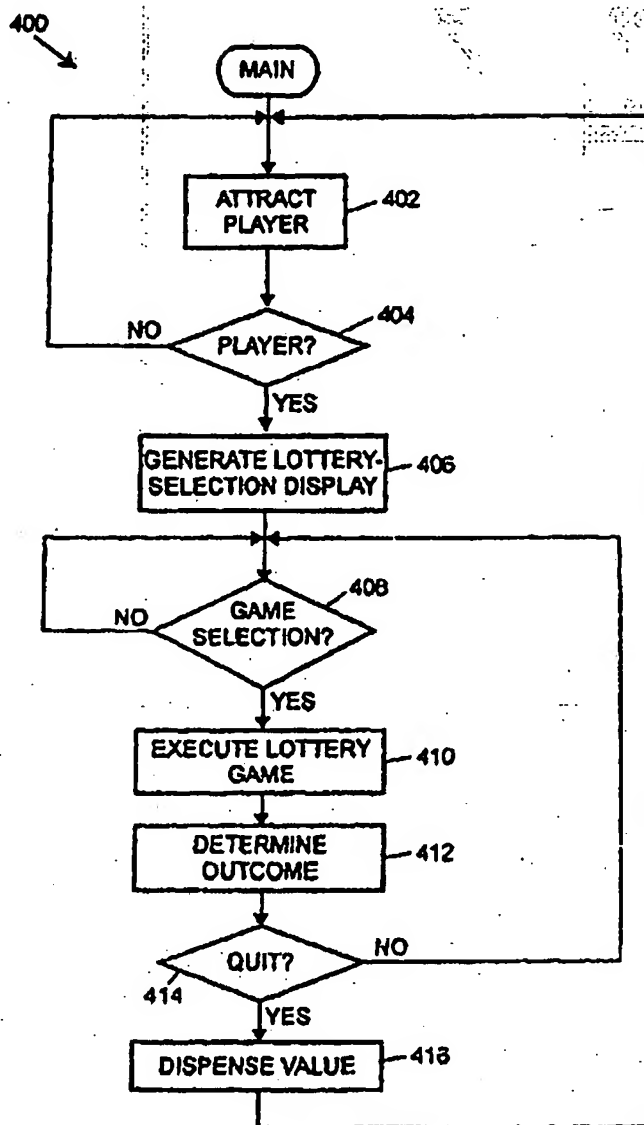 400
MAIN
ATTRACT
PLAYER
402
NO
PLAYER?
404
YES
GENERATE LOTTERY-
SELECTION DISPLAY
406
NO
GAME
SELECTION?
408
YES
EXECUTE LOTTERY
GAME
410
DETERMINE
OUTCOME
412
QUIT?
NO
414
YES
DISPENSE VALUE
416